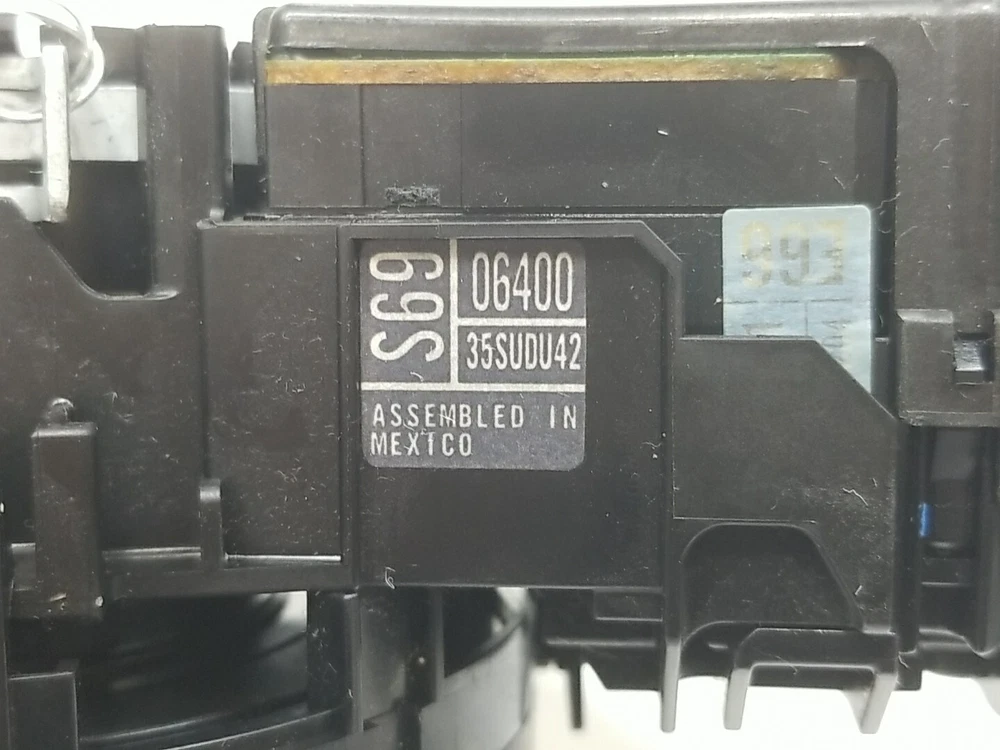 S69
06400
35SUDU42
ASSEMBLED IN
MEXICO